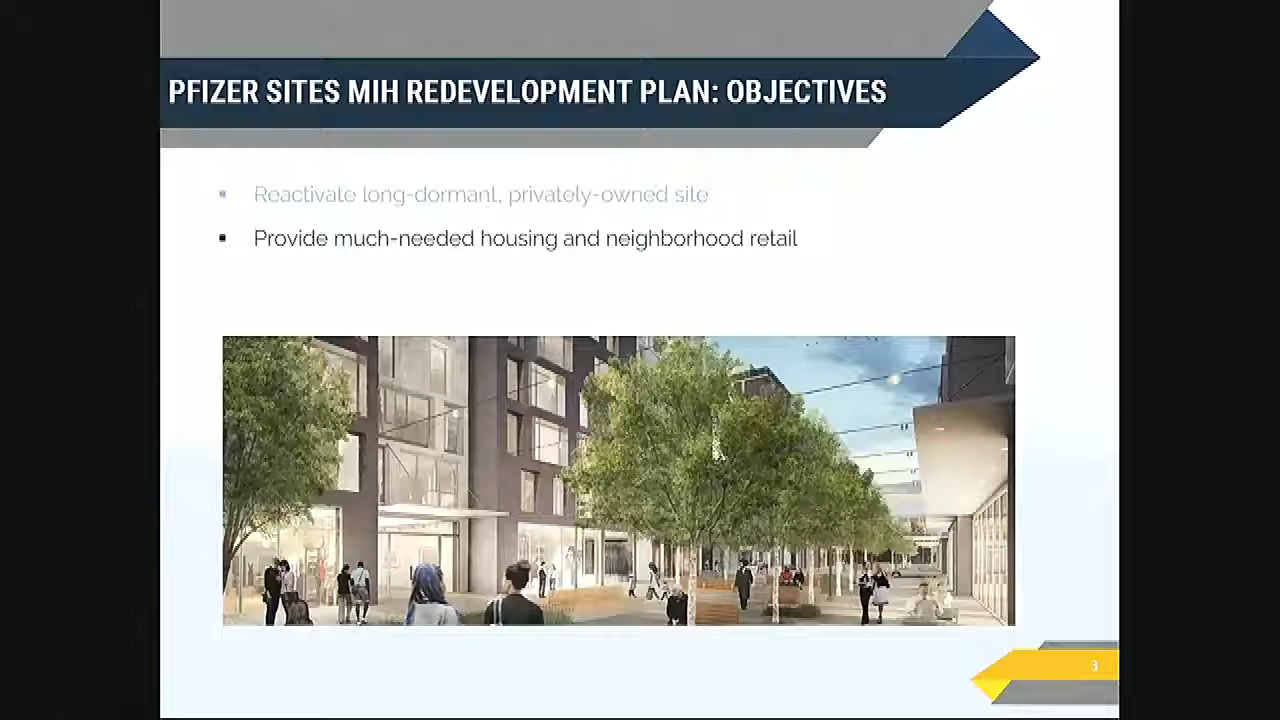 PFIZER SITES MIH REDEVELOPMENT PLAN: OBJECTIVES
▪ Reactivate long-dormant, privately-owned site
▪ Provide much-needed housing and neighborhood retail
3